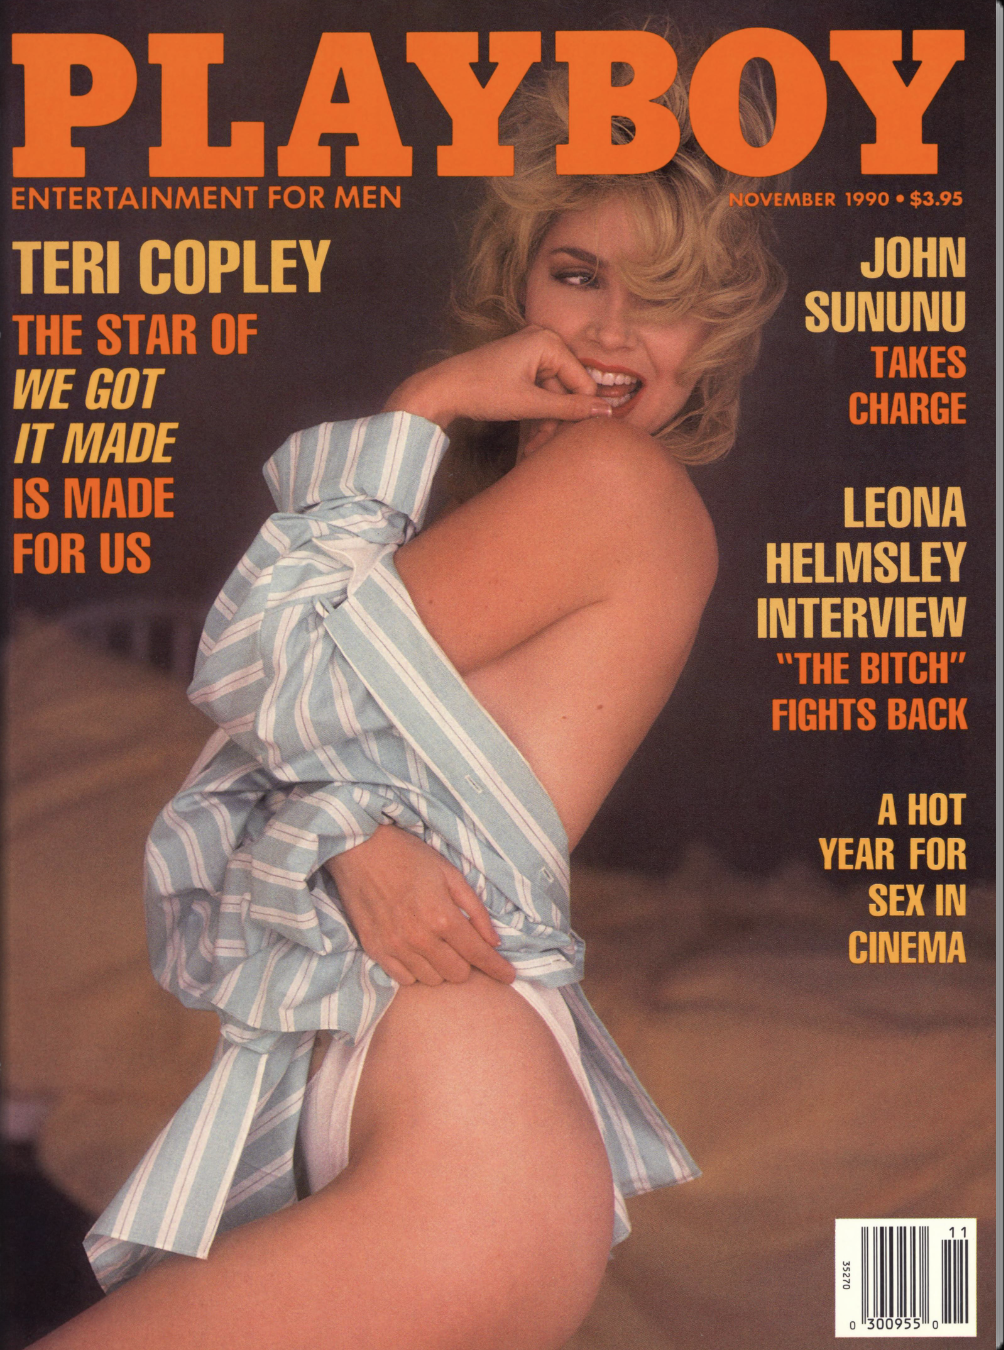 PLAYBOY
ENTERTAINMENT FOR MEN
NOVEMBER 1990 • $3.95
TERI COPLEY
THE STAR OF
WE GOT
IT MADE
IS MADE
FOR US
JOHN
SUNUNU
TAKES
CHARGE
LEONA
HELMSLEY
INTERVIEW
"THE BITCH"
FIGHTS BACK
A HOT
YEAR FOR
SEX IN
CINEMA
11
35270
0 300955 0